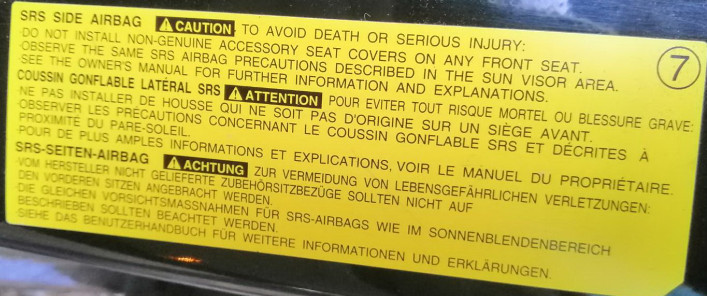 SRS SIDE AIRBAG ⚠ CAUTION TO AVOID DEATH OR SERIOUS INJURY:
·DO NOT INSTALL NON-GENUINE ACCESSORY SEAT COVERS ON ANY FRONT SEAT.
·OBSERVE THE SAME SRS AIRBAG PRECAUTIONS DESCRIBED IN THE SUN VISOR AREA.
·SEE THE OWNER'S MANUAL FOR FURTHER INFORMATION AND EXPLANATIONS.
7
COUSSIN GONFLABLE LATÉRAL SRS ⚠ ATTENTION POUR EVITER TOUT RISQUE MORTEL OU BLESSURE GRAVE:
·NE PAS INSTALLER DE HOUSSE QUI NE SOIT PAS D'ORIGINE SUR UN SIÈGE AVANT.
·OBSERVER LES PRÉCAUTIONS CONCERNANT LE COUSSIN GONFLABLE SRS ET DÉCRITES À
PROXIMITÉ DU PARE-SOLEIL.
·POUR DE PLUS AMPLES INFORMATIONS ET EXPLICATIONS, VOIR LE MANUEL DU PROPRIÉTAIRE.
SRS-SEITEN-AIRBAG ⚠ ACHTUNG ZUR VERMEIDUNG VON LEBENSGEFÄHRLICHEN VERLETZUNGEN:
·VOM HERSTELLER NICHT GELIEFERTE ZUBEHÖRSITZBEZÜGE SOLLTEN NICHT AUF
DEN VORDEREN SITZEN ANGEBRACHT WERDEN.
·DIE GLEICHEN VORSICHTSMASSNAHMEN FÜR SRS-AIRBAGS WIE IM SONNENBLENDENBEREICH
BESCHRIEBEN SOLLTEN BEACHTET WERDEN.
·SIEHE DAS BENUTZERHANDBUCH FÜR WEITERE INFORMATIONEN UND ERKLÄRUNGEN.